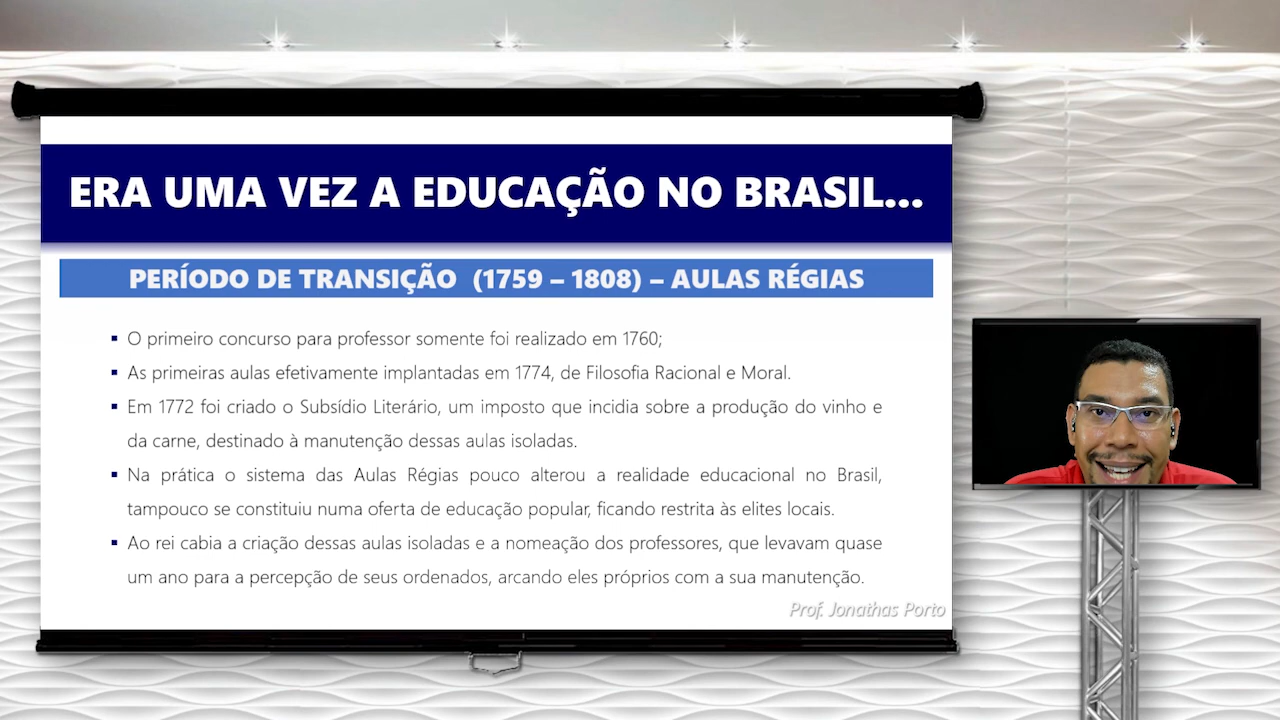 ERA UMA VEZ A EDUCAÇÃO NO BRASIL...
PERÍODO DE TRANSIÇÃO (1759 – 1808) – AULAS RÉGIAS
▪ O primeiro concurso para professor somente foi realizado em 1760;
▪ As primeiras aulas efetivamente implantadas em 1774, de Filosofia Racional e Moral.
▪ Em 1772 foi criado o Subsídio Literário, um imposto que incidia sobre a produção do vinho e
da carne, destinado à manutenção dessas aulas isoladas.
▪ Na prática o sistema das Aulas Régias pouco alterou a realidade educacional no Brasil,
tampouco se constituiu numa oferta de educação popular, ficando restrita às elites locais.
▪ Ao rei cabia a criação dessas aulas isoladas e a nomeação dos professores, que levavam quase
um ano para a percepção de seus ordenados, arcando eles próprios com a sua manutenção.
Prof. Jonathas Porto